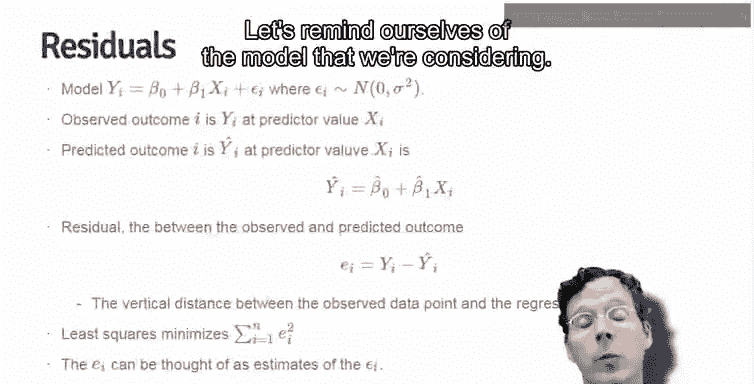 Let's remind ourselves of
the model that we're considering.
Residuals
· Model Yᵢ = β₀ + β₁Xᵢ + ϵᵢ where ϵᵢ ∼ N(0, σ²).
· Observed outcome i is Yᵢ at predictor value Xᵢ
· Predicted outcome i is Ŷᵢ at predictor valuve Xᵢ is
Ŷᵢ = β̂₀ + β̂₁Xᵢ
· Residual, the between the observed and predicted outcome
eᵢ = Yᵢ − Ŷᵢ
- The vertical distance between the observed data point and the regres
· Least squares minimizes ∑ⁿᵢ₌₁ eᵢ²
· The eᵢ can be thought of as estimates of the ϵᵢ.